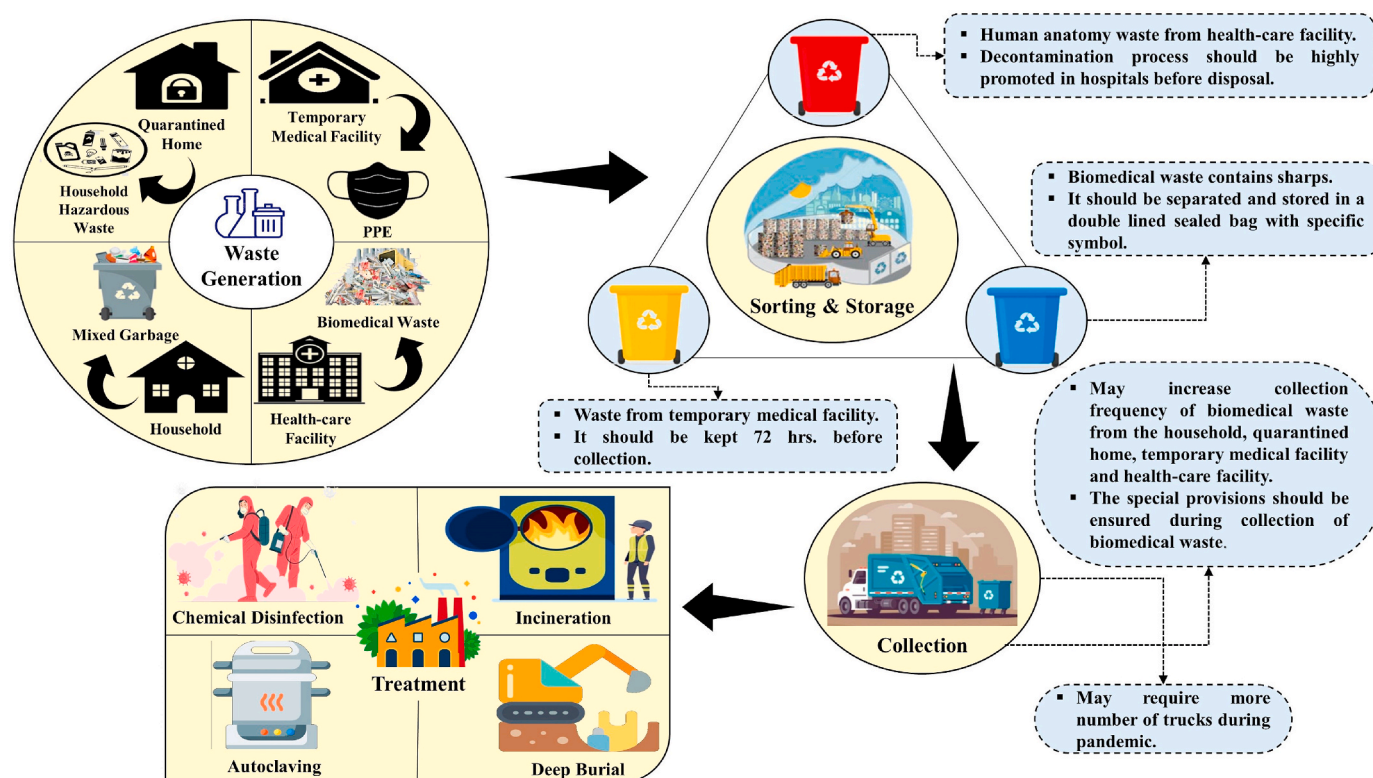 Quarantined
Home
Temporary
Medical Facility
Household
Hazardous
Waste
PPE
Waste
Generation
Mixed Garbage
Biomedical Waste
Household
Health-care
Facility
▪ Human anatomy waste from health-care facility.
▪ Decontamination process should be highly
promoted in hospitals before disposal.
▪ Biomedical waste contains sharps.
▪ It should be separated and stored in a
double lined sealed bag with specific
symbol.
Sorting & Storage
▪ Waste from temporary medical facility.
▪ It should be kept 72 hrs. before
collection.
▪ May increase collection
frequency of biomedical waste
from the household, quarantined
home, temporary medical facility
and health-care facility.
▪ The special provisions should be
ensured during collection of
biomedical waste.
Collection
▪ May require more
number of trucks during
pandemic.
Chemical Disinfection
Incineration
Treatment
Autoclaving
Deep Burial